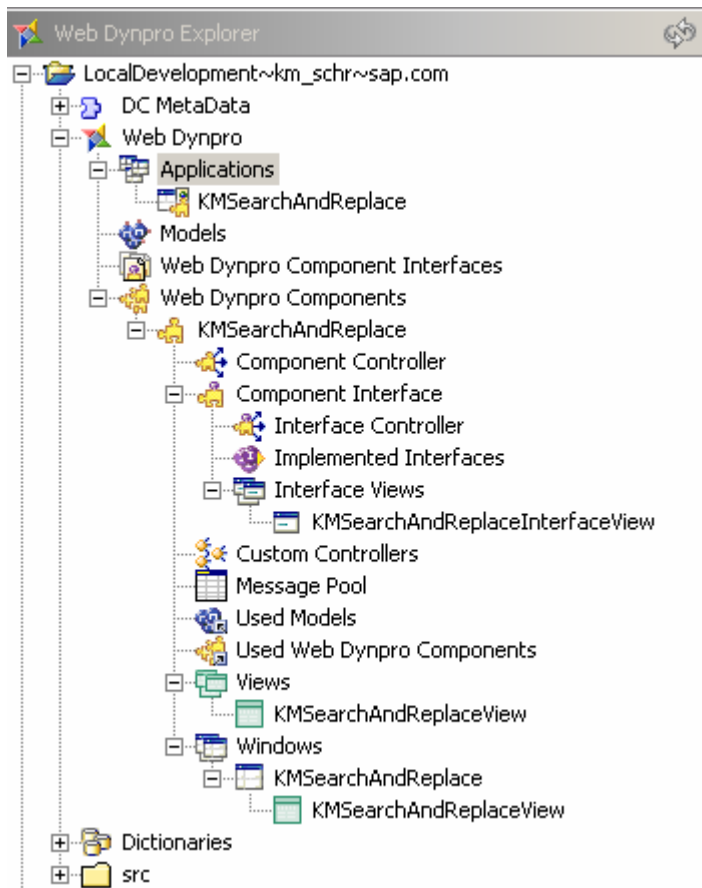 Web Dynpro Explorer
LocalDevelopment~km_schr~sap.com
DC MetaData
Web Dynpro
Applications
KMSearchAndReplace
Models
Web Dynpro Component Interfaces
Web Dynpro Components
KMSearchAndReplace
Component Controller
Component Interface
Interface Controller
Implemented Interfaces
Interface Views
KMSearchAndReplaceInterfaceView
Custom Controllers
Message Pool
Used Models
Used Web Dynpro Components
Views
KMSearchAndReplaceView
Windows
KMSearchAndReplace
KMSearchAndReplaceView
Dictionaries
src